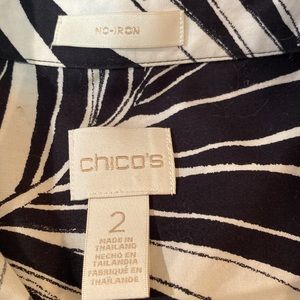 NO-IRON
chico's
2
MADE IN
THAILAND
HECHO EN
TAILANDIA
FABRIQUÉ EN
THAÏLANDE